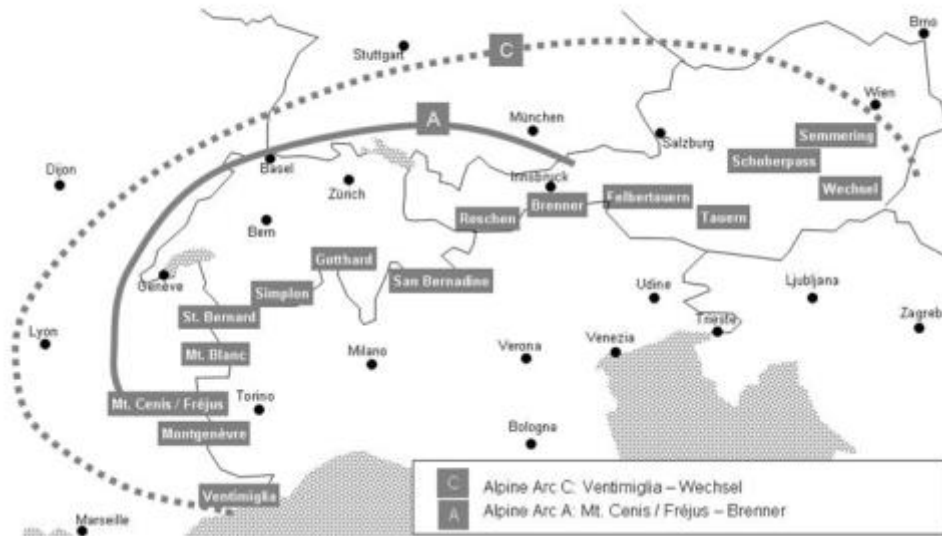 Brno
Stuttgart
C
Wien
München
A
Semmering
Salzburg
Schoberpass
Basel
Dijon
Innsbruck
Zürich
Wechsel
Brenner
Felbertauern
Reschen
Tauern
Bern
Gotthard
Genève
San Bernadino
Simplon
Udine
Ljubljana
St. Bernard
Zagreb
Lyon
Trieste
Mt. Blanc
Milano
Verona
Venezia
Mt. Cenis / Fréjus
Torino
Montgenèvre
Bologna
C Alpine Arc C: Ventimiglia – Wechsel
Ventimiglia
A Alpine Arc A: Mt. Cenis / Fréjus – Brenner
Marseille